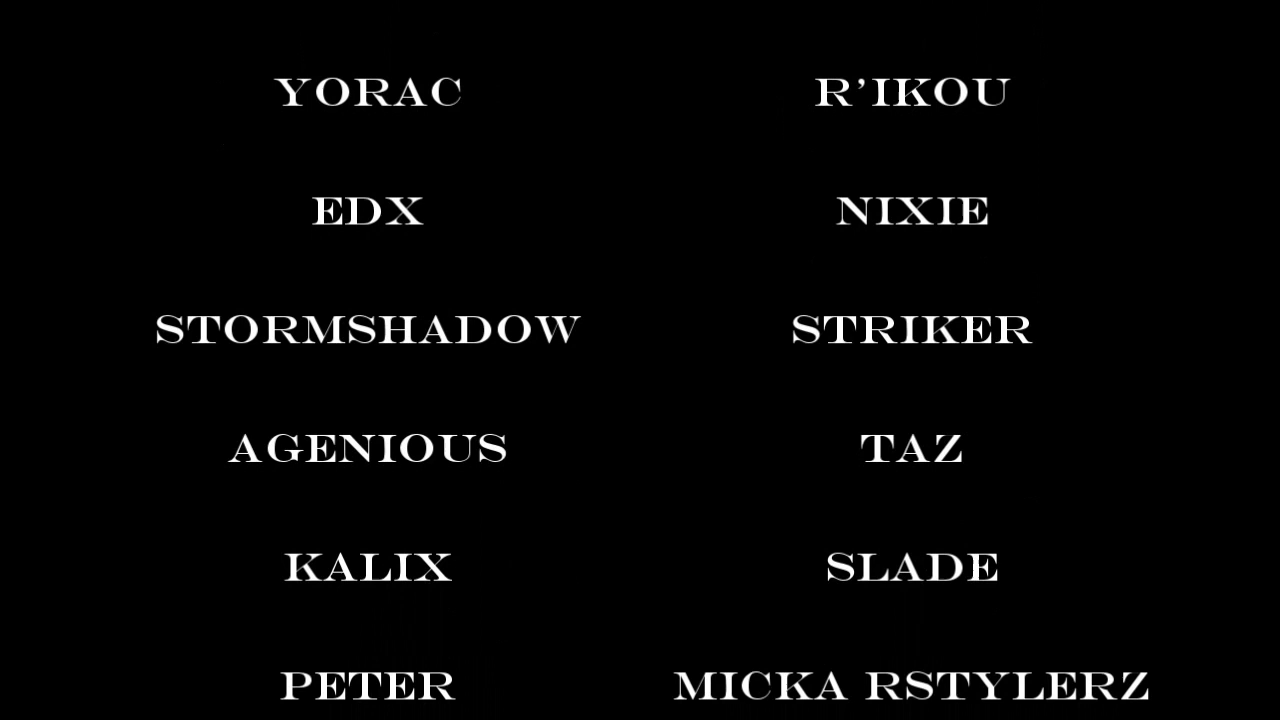 YORAC R'IKOU
EDX NIXIE
STORMSHADOW STRIKER
AGENIOUS TAZ
KALIX SLADE
PETER MICKA RSTYLERZ